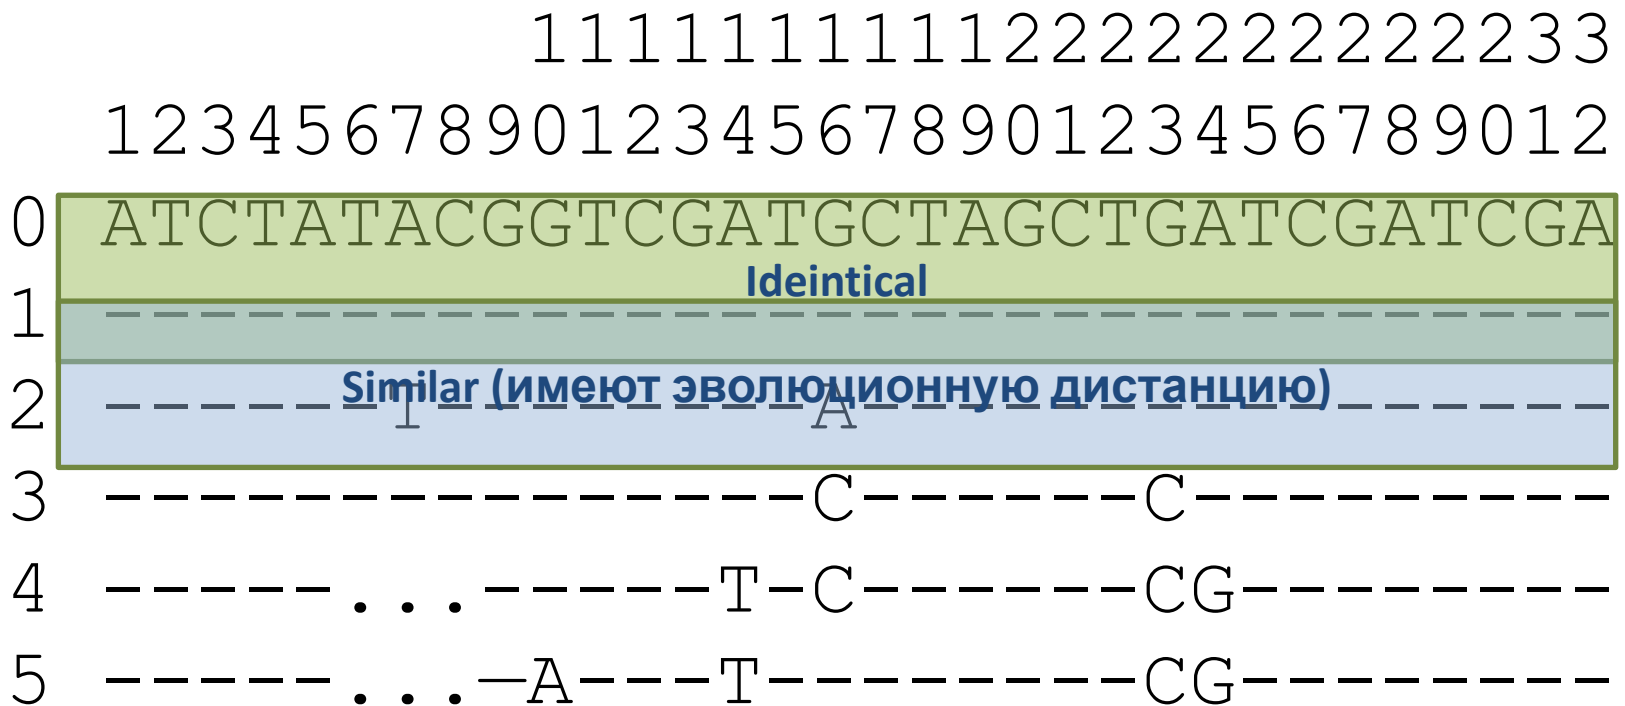 11111111112222222222233
12345678901234567890123456789012
0 ATCTATACGGTCGATGCTAGCTGATCGATCGA
Ideintical
1 --------------------------------
Similar (имеют эволюционную дистанцию)
2 ------T--------A----------------
3 ---------------C------C---------
4 -----...-----T-C------CG--------
5 -----...—A---T--------CG--------